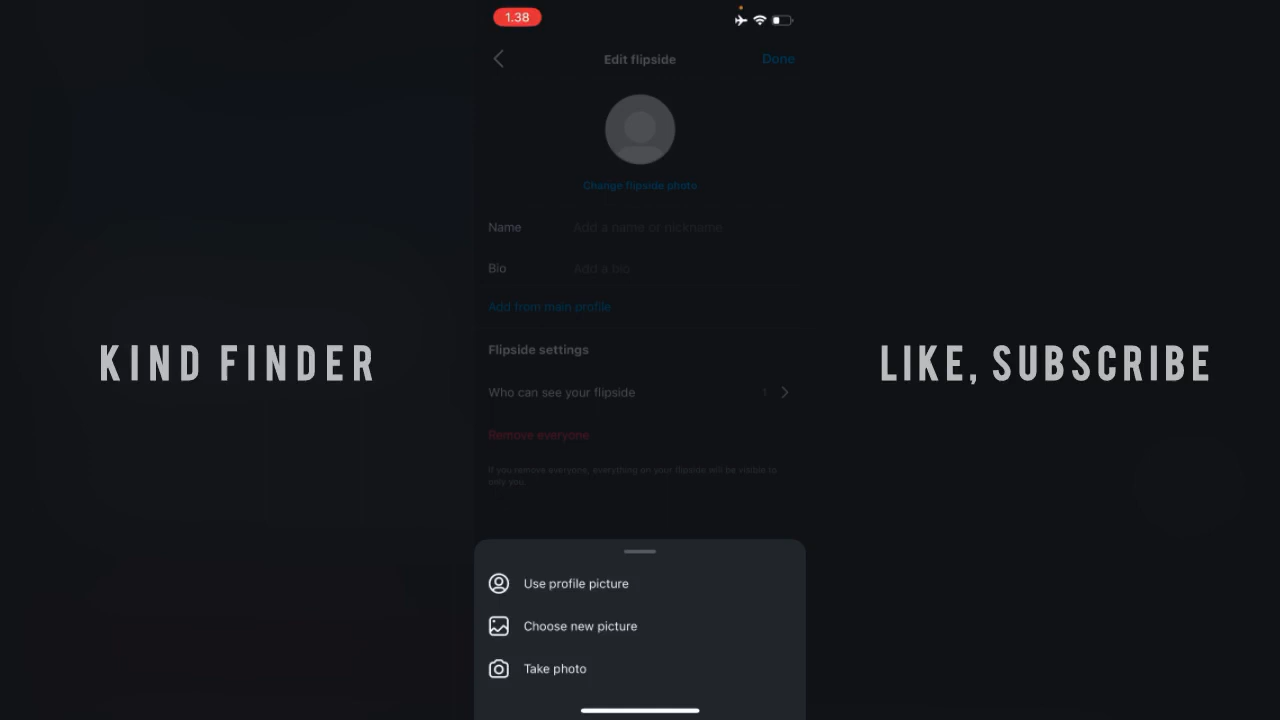 1.38
Edit flipside
Done
Change flipside photo
Name
Add a name or nickname
Bio
Add a bio
Add from main profile
Flipside settings
Who can see your flipside
1
Remove everyone
If you remove everyone, everything on your flipside will be visible to
only you.
KIND FINDER
LIKE, SUBSCRIBE
Use profile picture
Choose new picture
Take photo